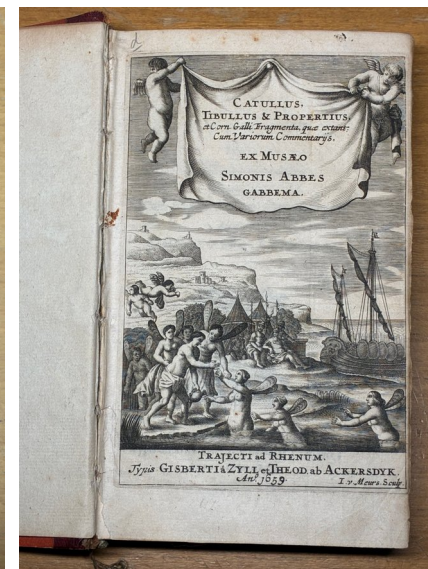 CATULLUS,
TIBULLUS & PROPERTIUS,
et Corn. Galli Fragmenta. quæ extant.
Cum Variorum Commentarijs.
EX MUSÆO
SIMONIS ABBES
GABBEMA.
TRAJECTI ad RHENUM.
Typis GISBERTI à ZYLL, et THEOD. ab ACKERSDYK.
Anº. 1659.
I. v Meurs. Sculp.